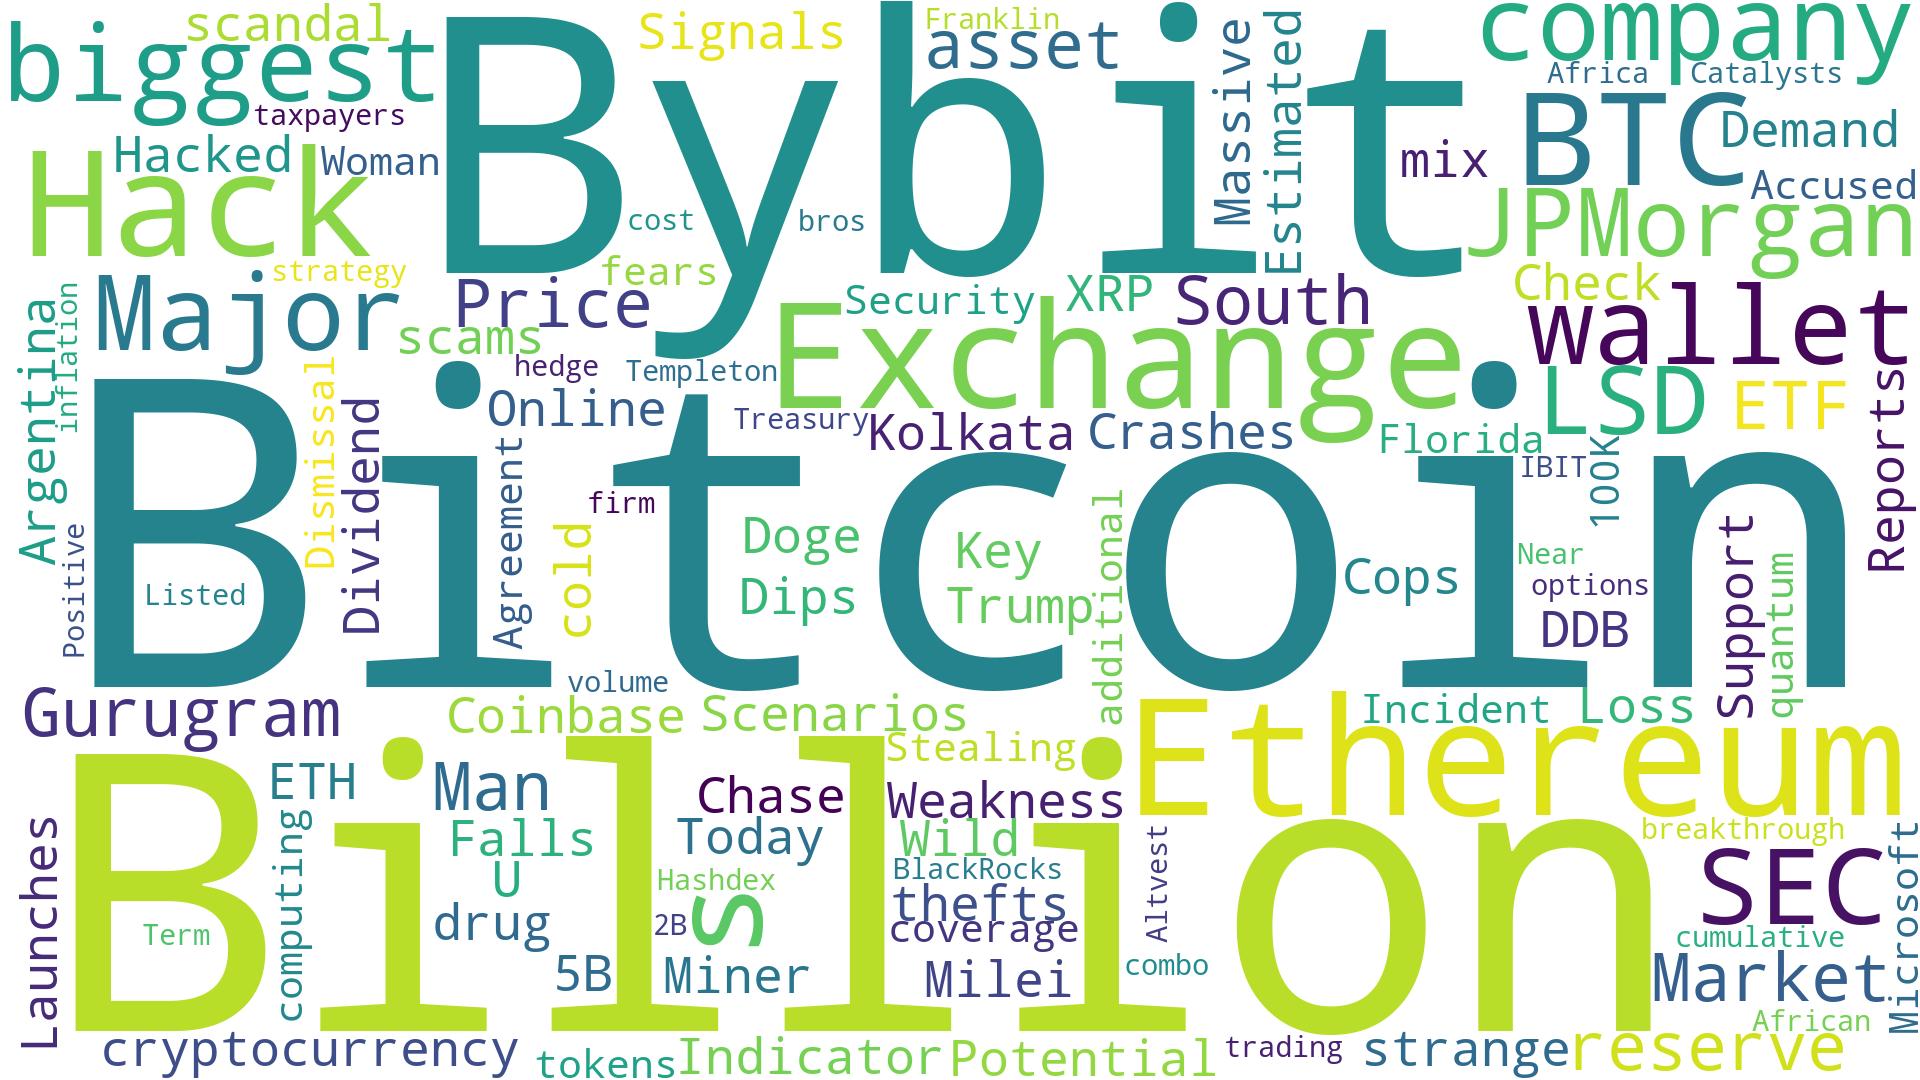 scandal
biggest
taxpayers
Hacked
Woman
Hack
Bybit
Signals
Franklin
asset
Massive
Estimated
company
Africa
Catalysts
BTC
Demand
mix
Accused
JPMorgan
cost
bros
fears
strategy
Major
Price
scams
Security
XRP
South
Check
wallet
Exchange
Argentina
inflation
hedge
Templeton
Online
Treasury
Kolkata
Crashes
Florida
LSD
ETF
Reports
Bitcoin
Dismissal
Dividend
Agreement
firm
cold
Doge
Dips
Key
Trump
additional
Cops
IBIT
100K
Near
options
DDB
Support
quantum
Positive
Listed
volume
Gurugram
Coinbase
Scenarios
Incident
Loss
Stealing
Ethereum
Billion
ETH
Man
Chase
Weakness
Falls
Today
Wild
computing
U
Hashdex
BlackRocks
thefts
coverage
drug
2B
s
Altvest
combo
Term
5B
Miner
Milei
Launches
breakthrough
SEC
cumulative
Market
Microsoft
African
cryptocurrency
tokens
Indicator
Potential
trading
strange
reserve